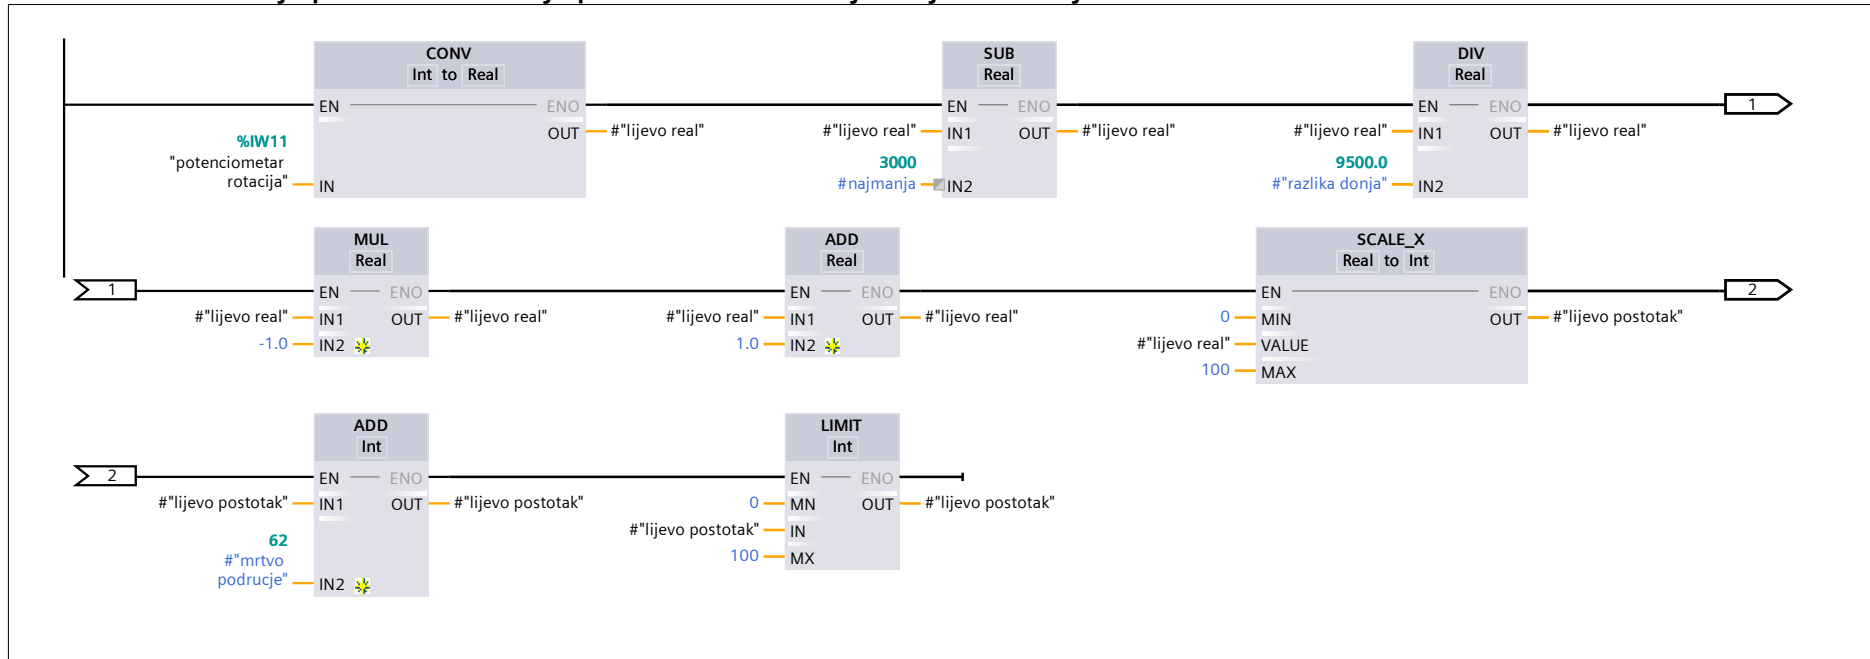 CONV
Int to Real
EN ENO
OUT #"lijevo real"
%IW11
"potenciometar
rotacija" IN
SUB
Real
EN ENO
#"lijevo real" IN1 OUT #"lijevo real"
3000
#najmanja IN2
DIV
Real
EN ENO
#"lijevo real" IN1 OUT #"lijevo real"
9500.0
#"razlika donja" IN2
1
1
MUL
Real
EN ENO
#"lijevo real" IN1 OUT #"lijevo real"
-1.0 IN2
ADD
Real
EN ENO
#"lijevo real" IN1 OUT #"lijevo real"
1.0 IN2
SCALE_X
Real to Int
EN ENO
0 MIN OUT #"lijevo postotak"
#"lijevo real" VALUE
100 MAX
2
2
ADD
Int
EN ENO
#"lijevo postotak" IN1 OUT #"lijevo postotak"
62
#"mrtvo
podrucje" IN2
LIMIT
Int
EN ENO
0 MN OUT #"lijevo postotak"
#"lijevo postotak" IN
100 MX